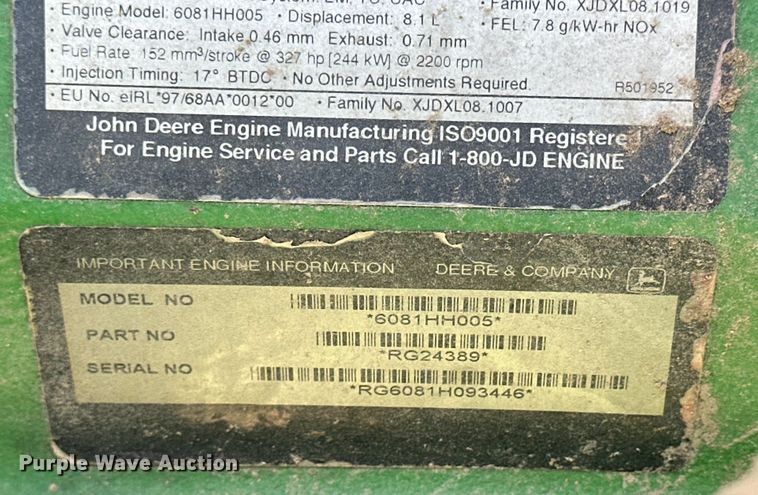 Family No. XJDXL08.1019
• Engine Model: 6081HH005 • Displacement: 8.1 L
• FEL: 7.8 g/kW-hr NOx
• Valve Clearance: Intake 0.46 mm Exhaust: 0.71 mm
• Fuel Rate: 152 mm³/stroke @ 327 hp [244 kW] @ 2200 rpm
• Injection Timing: 17° BTDC • No Other Adjustments Required. R501952
• EU No. eiRL*97/68AA*0012*00 • Family No. XJDXL08.1007
John Deere Engine Manufacturing ISO9001 Registere
For Engine Service and Parts Call 1-800-JD ENGINE
IMPORTANT ENGINE INFORMATION DEERE & COMPANY
MODEL NO
*6081HH005*
PART NO
*RG24389*
SERIAL NO
*RG6081H093446*
Purple Wave Auction